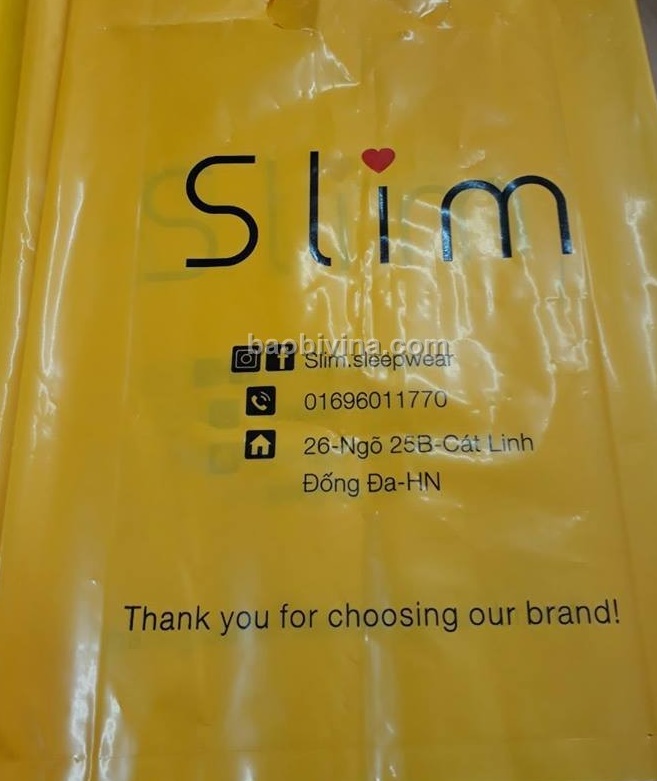 Slim
baobivina.com
Slim.sleepwear
01696011770
26-Ngõ 25B-Cát Linh
Đống Đa-HN
Thank you for choosing our brand!